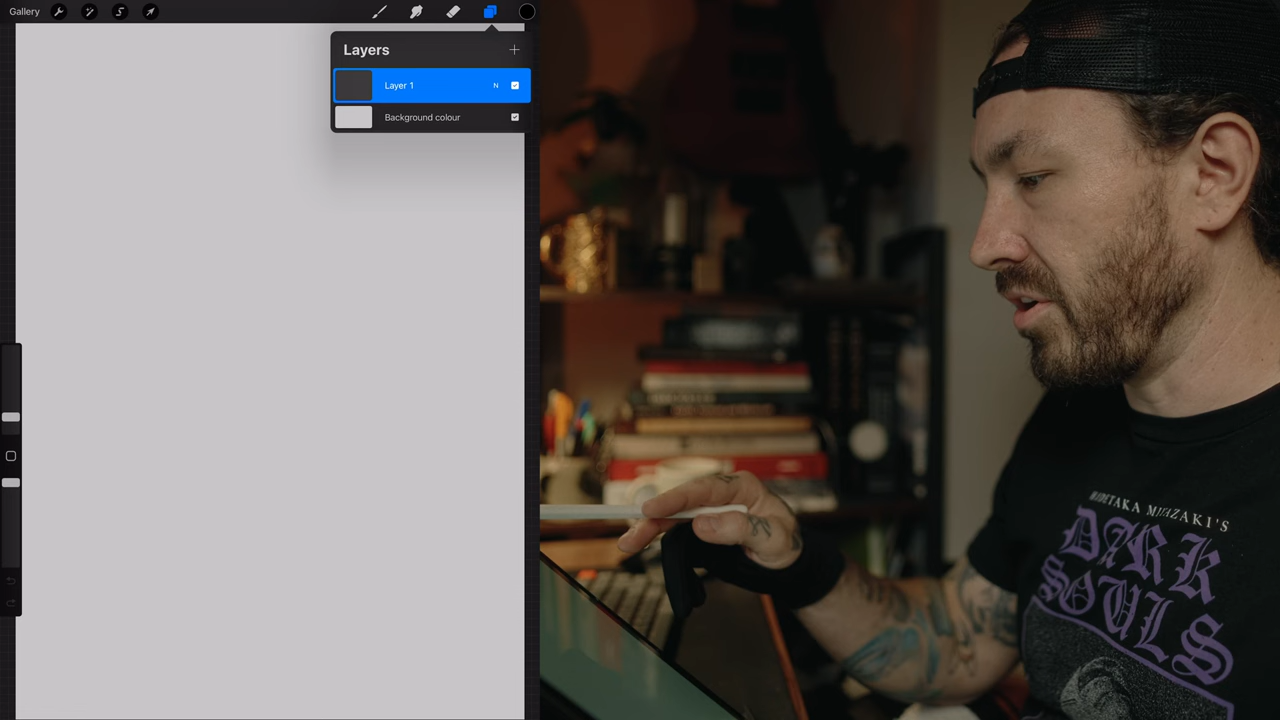 Gallery
Layers
Layer 1
N
Background colour
HIDETAKA MIYAZAKI'S
DARK
SOULS